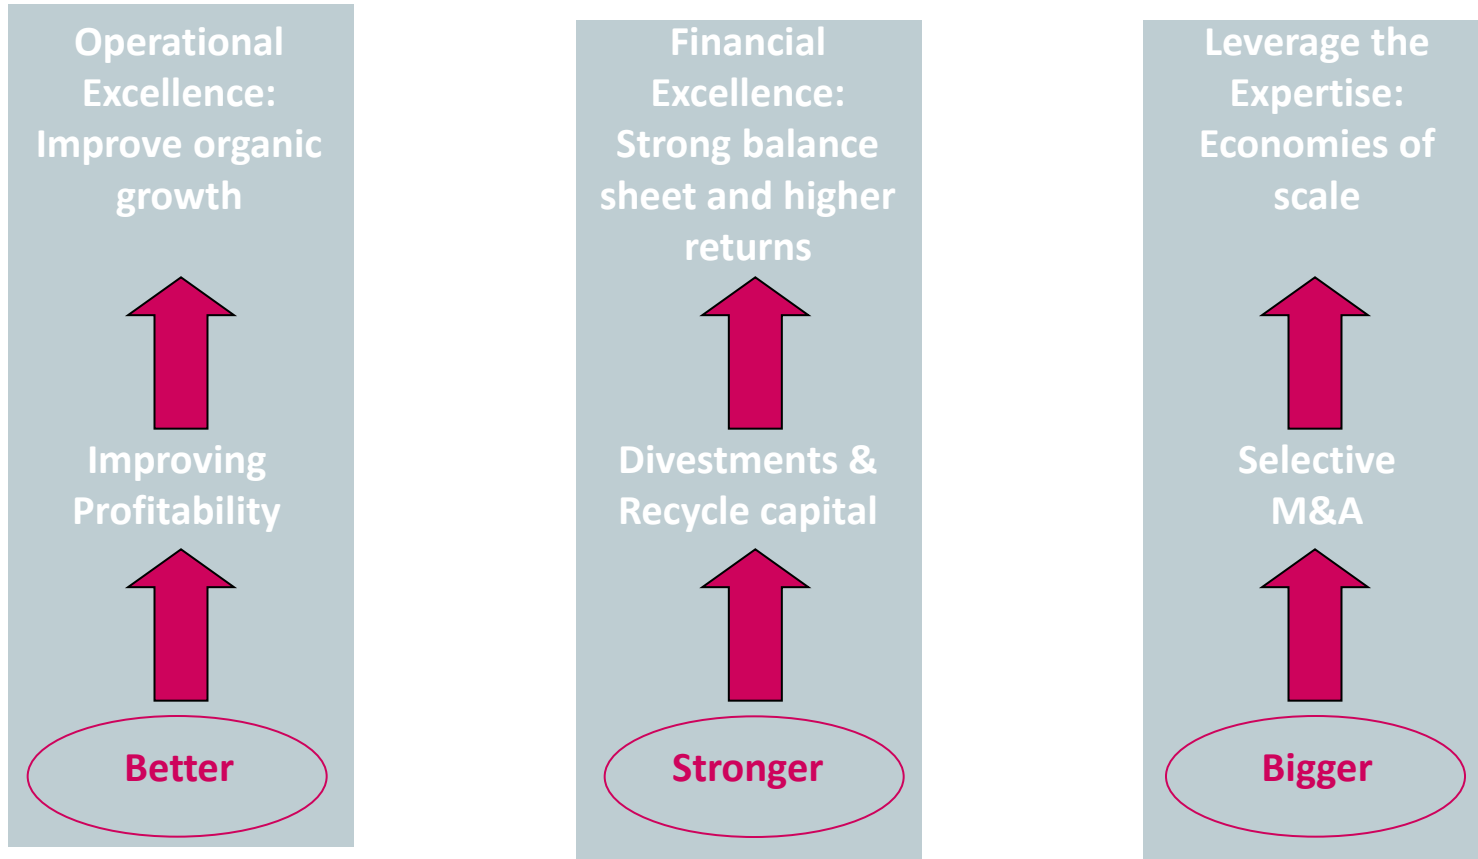 Operational
Excellence:
Improve organic
growth
Improving
Profitability
Better
Financial
Excellence:
Strong balance
sheet and higher
returns
Divestments &
Recycle capital
Stronger
Leverage the
Expertise:
Economies of
scale
Selective
M&A
Bigger